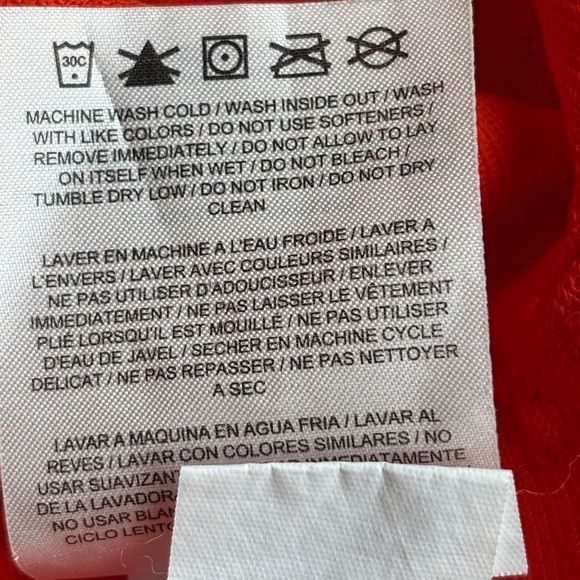 30C
MACHINE WASH COLD / WASH INSIDE OUT / WASH
WITH LIKE COLORS / DO NOT USE SOFTENERS /
REMOVE IMMEDIATELY / DO NOT ALLOW TO LAY
ON ITSELF WHEN WET / DO NOT BLEACH /
TUMBLE DRY LOW / DO NOT IRON / DO NOT DRY
CLEAN
LAVER EN MACHINE A L'EAU FROIDE / LAVER A
L'ENVERS / LAVER AVEC COULEURS SIMILAIRES /
NE PAS UTILISER D'ADOUCISSEUR / ENLEVER
IMMEDIATEMENT / NE PAS LAISSER LE VÊTEMENT
PLIÉ LORSQU'IL EST MOUILLÉ / NE PAS UTILISER
D'EAU DE JAVEL / SECHER EN MACHINE CYCLE
DELICAT / NE PAS REPASSER / NE PAS NETTOYER
A SEC
LAVAR A MAQUINA EN AGUA FRIA / LAVAR AL
REVES / LAVAR CON COLORES SIMILARES / NO
USAR SUAVIZANT INMEDIATAMENTE
DE LA LAVADORA
NO USAR BLAN
CICLO LENTO